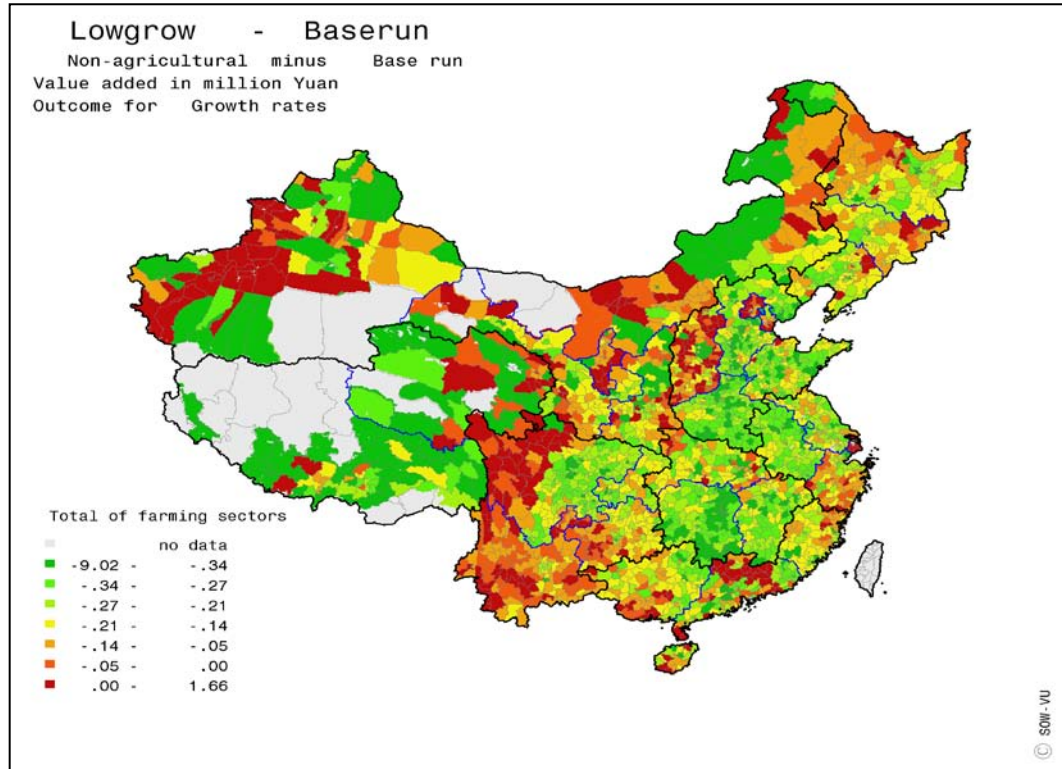 Lowgrow - Baserun
Non-agricultural minus Base run
Value added in million Yuan
Outcome for Growth rates
Total of farming sectors
no data
-9.02 - -.34
-.34 - -.27
-.27 - -.21
-.21 - -.14
-.14 - -.05
-.05 - .00
.00 - 1.66
© SOW-VU